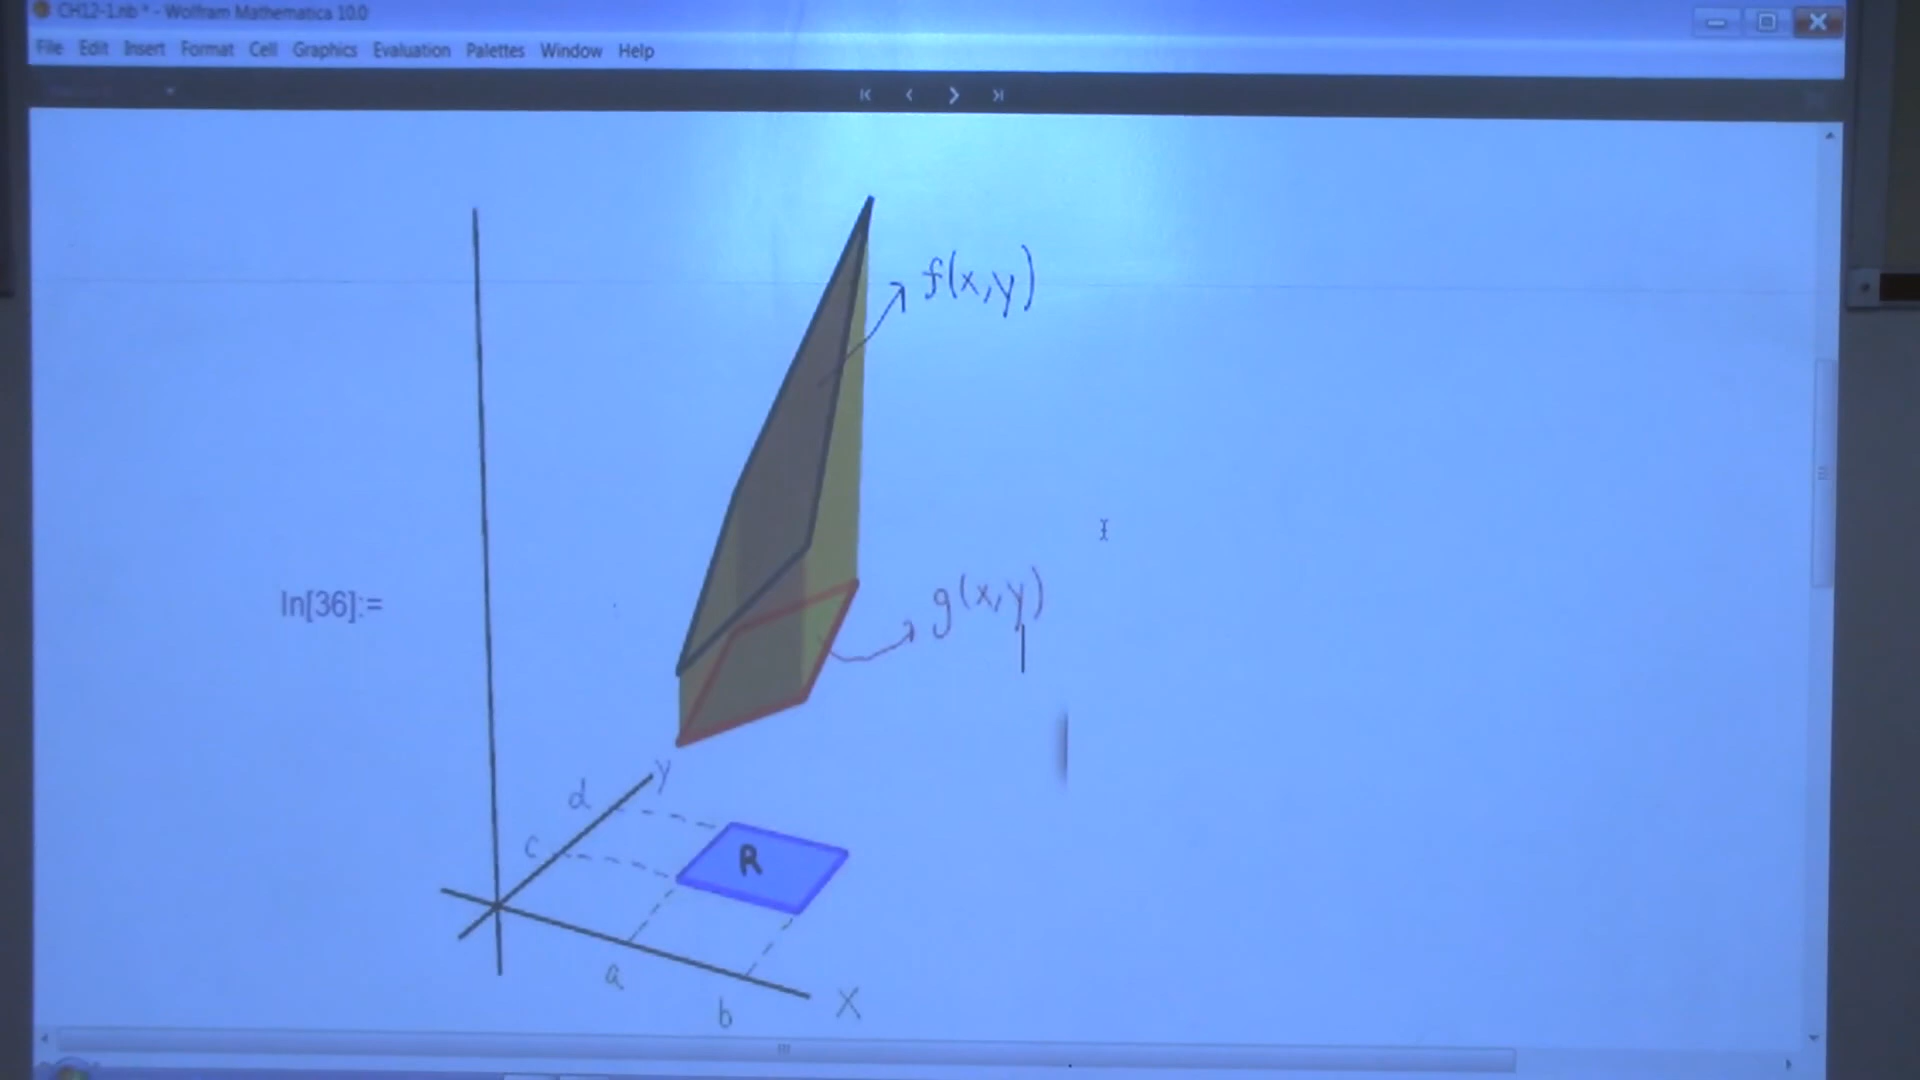 CH12-1.nb * - Wolfram Mathematica 10.0
File Edit Insert Format Cell Graphics Evaluation Palettes Window Help
f(x,y)
In[36]:=
g(x,y)
y
d
c
R
a
b
X